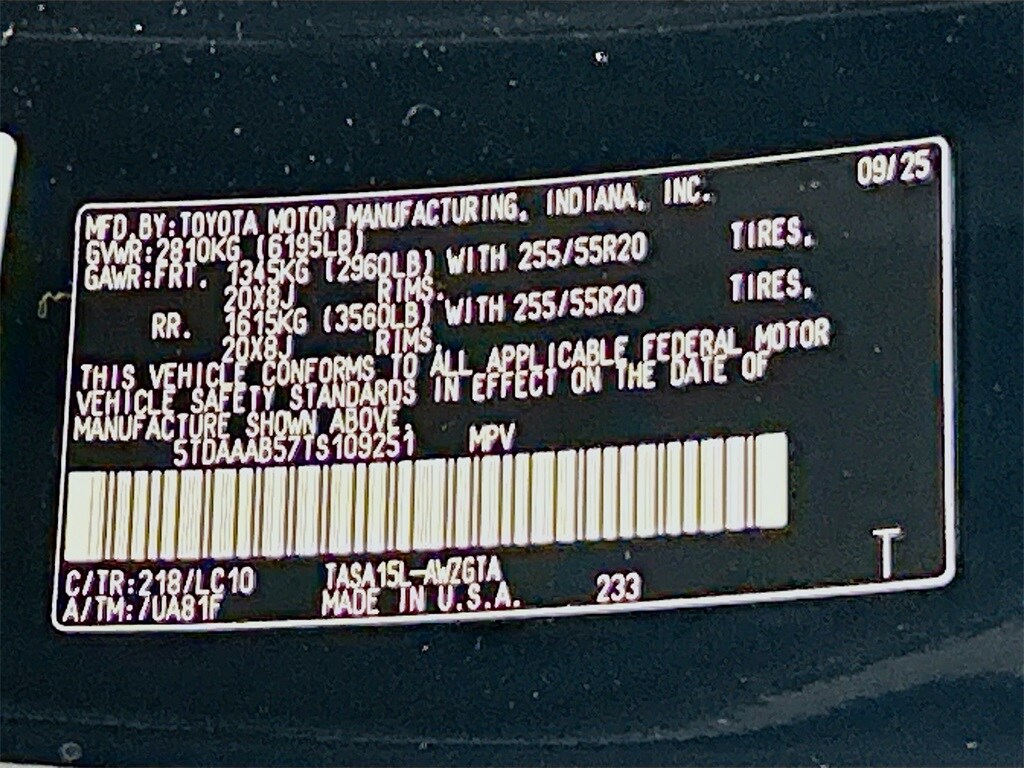 09/25
MFD.BY:TOYOTA MOTOR MANUFACTURING, INDIANA, INC.
GVWR:2810KG (6195LB)
GAWR:FRT. 1345KG (2960LB) WITH 255/55R20 TIRES.
20X8J RIMS.
RR. 1615KG (3560LB) WITH 255/55R20 TIRES.
20X8J RIMS.
THIS VEHICLE CONFORMS TO ALL APPLICABLE FEDERAL MOTOR
VEHICLE SAFETY STANDARDS IN EFFECT ON THE DATE OF
MANUFACTURE SHOWN ABOVE.
5TDAAAB57TS109251 MPV
C/TR:218/LC10 TASA15L-AWZGTA
A/TM:/UA81F MADE IN U.S.A. 233
T